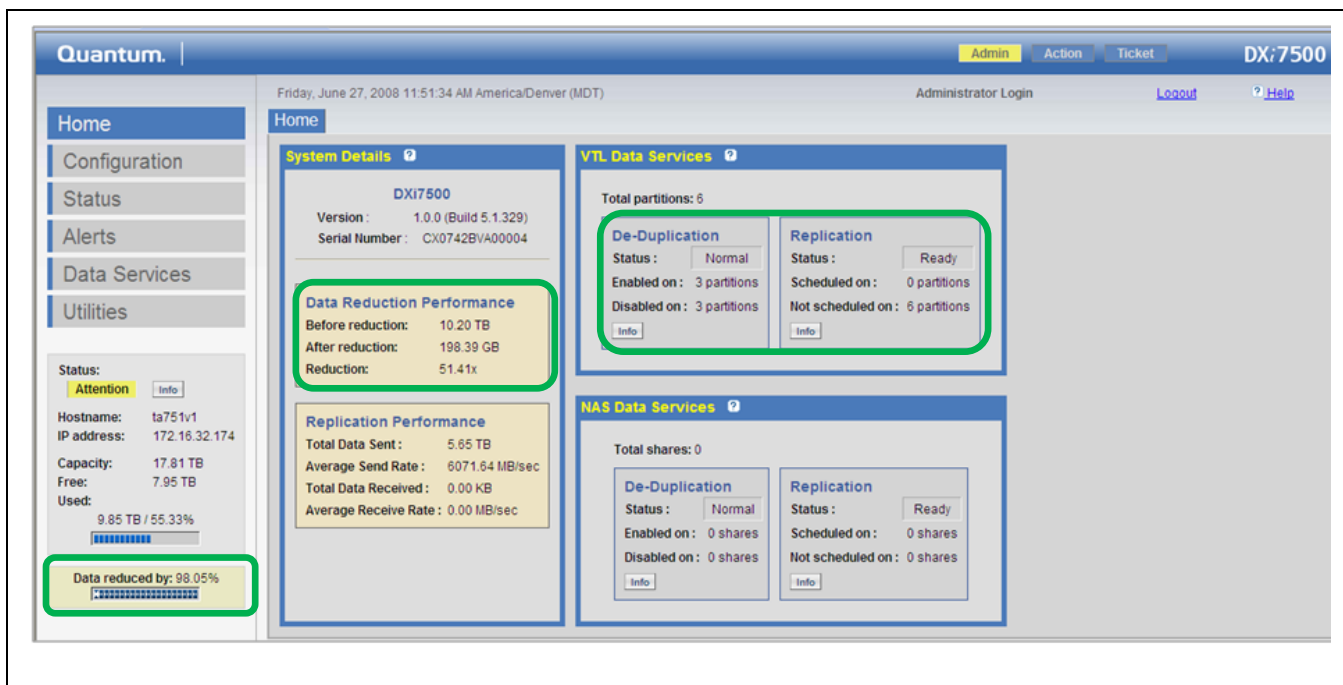 Quantum.
Admin
Action
Ticket
DXi7500
Friday, June 27, 2008 11:51:34 AM America/Denver (MDT)
Administrator Login
Logout
? Help
Home
Configuration
Status
Alerts
Data Services
Utilities
Status:
Attention
Info
Hostname: ta751v1
IP address: 172.16.32.174
Capacity: 17.81 TB
Free: 7.95 TB
Used:
9.85 TB / 55.33%
Data reduced by: 98.05%
Home
System Details ?
DXi7500
Version : 1.0.0 (Build 5.1.329)
Serial Number : CX0742BVA00004
Data Reduction Performance
Before reduction: 10.20 TB
After reduction: 198.39 GB
Reduction: 51.41x
Replication Performance
Total Data Sent : 5.65 TB
Average Send Rate : 6071.64 MB/sec
Total Data Received : 0.00 KB
Average Receive Rate : 0.00 MB/sec
VTL Data Services ?
Total partitions: 6
De-Duplication
Status : Normal
Enabled on : 3 partitions
Disabled on : 3 partitions
Info
Replication
Status : Ready
Scheduled on : 0 partitions
Not scheduled on : 6 partitions
Info
NAS Data Services ?
Total shares: 0
De-Duplication
Status : Normal
Enabled on : 0 shares
Disabled on : 0 shares
Info
Replication
Status : Ready
Scheduled on : 0 shares
Not scheduled on : 0 shares
Info